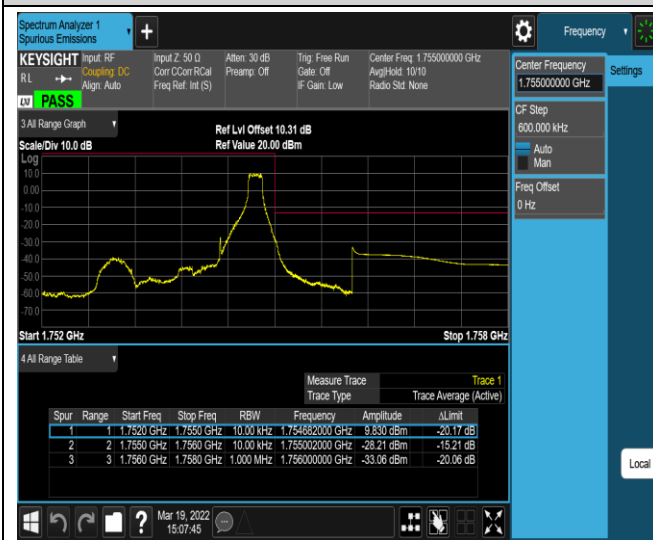 Spectrum Analyzer 1
Spurious Emissions
Frequency
KEYSIGHT Input: RF Input Z: 50 Ω Atten: 30 dB Trig: Free Run Center Freq: 1.755000000 GHz
RL Coupling: DC Corr CCorr RCal Preamp: Off Gate: Off Avg|Hold: 10/10
Align: Auto Freq Ref: Int (S) IF Gain: Low Radio Std: None
LXI PASS
Center Frequency
1.755000000 GHz
Settings
CF Step
600.000 kHz
Auto
Man
Freq Offset
0 Hz
3 All Range Graph
Ref Lvl Offset 10.31 dB
Scale/Div 10.0 dB Ref Value 20.00 dBm
Log
10.0
0.00
-10.0
-20.0
-30.0
-40.0
-50.0
-60.0
-70.0
Start 1.752 GHz Stop 1.758 GHz
4 All Range Table
Measure Trace Trace 1
Trace Type Trace Average (Active)
Spur Range Start Freq Stop Freq RBW Frequency Amplitude ΔLimit
1 1 1.7520 GHz 1.7550 GHz 10.00 kHz 1.754682000 GHz 9.830 dBm -20.17 dB
2 2 1.7550 GHz 1.7560 GHz 10.00 kHz 1.755002000 GHz -28.21 dBm -15.21 dB
3 3 1.7560 GHz 1.7580 GHz 1.000 MHz 1.756000000 GHz -33.06 dBm -20.06 dB
Local
Mar 19, 2022
15:07:45